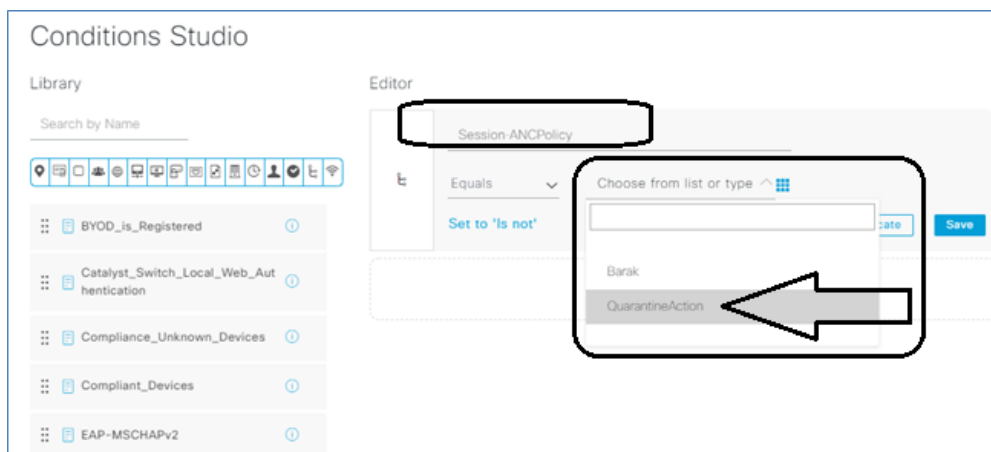 Conditions Studio
Library
Editor
Search by Name
Session·ANCPolicy
Equals
Choose from list or type
Set to 'Is not'
Save
BYOD_is_Registered
Catalyst_Switch_Local_Web_Aut
hentication
Barak
QuarantineAction
Compliance_Unknown_Devices
Compliant_Devices
EAP-MSCHAPv2